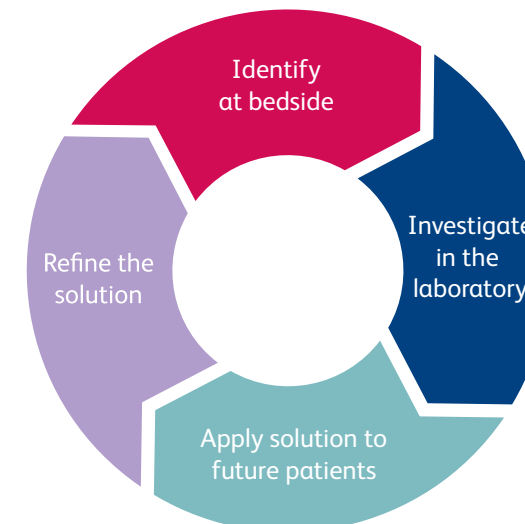 Identify
at bedside
Investigate
in the
laboratory
Apply solution to
future patients
Refine the
solution